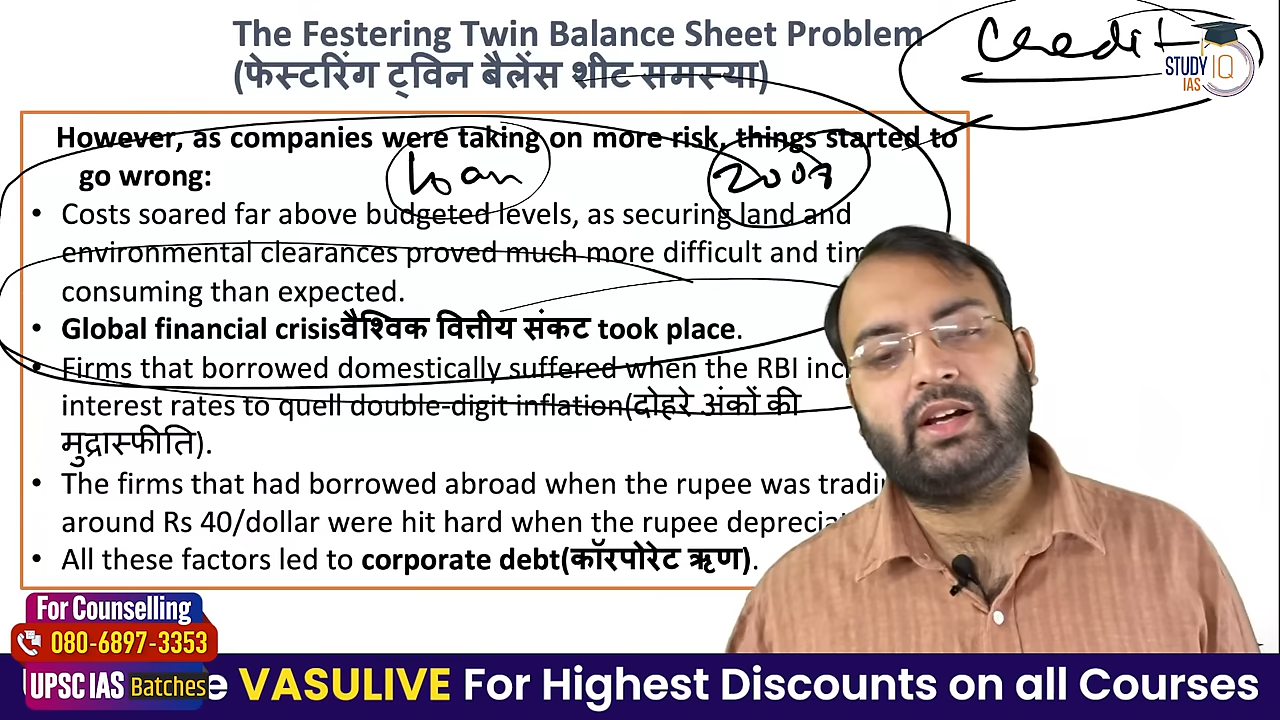 The Festering Twin Balance Sheet Problem
(फेस्टरिंग ट्विन बैलेंस शीट समस्या)
credit
STUDY IQ
IAS
However, as companies were taking on more risk, things started to
go wrong:
loan
• Costs soared far above budgeted levels, as securing land and
environmental clearances proved much more difficult and
consuming than expected.
• Global financial crisisवैश्विक वित्तीय संकट took place.
• Firms that borrowed domestically suffered when the RBI
interest rates to quell double-digit inflation(दोहरे अंकों की
मुद्रास्फीति).
• The firms that had borrowed abroad when the rupee was
around Rs 40/dollar were hit hard when the rupee
• All these factors led to corporate debt(कॉरपोरेट ऋण).
For Counselling
080-6897-3353
UPSC IAS Batches
e VASULIVE For Highest Discounts on all Courses